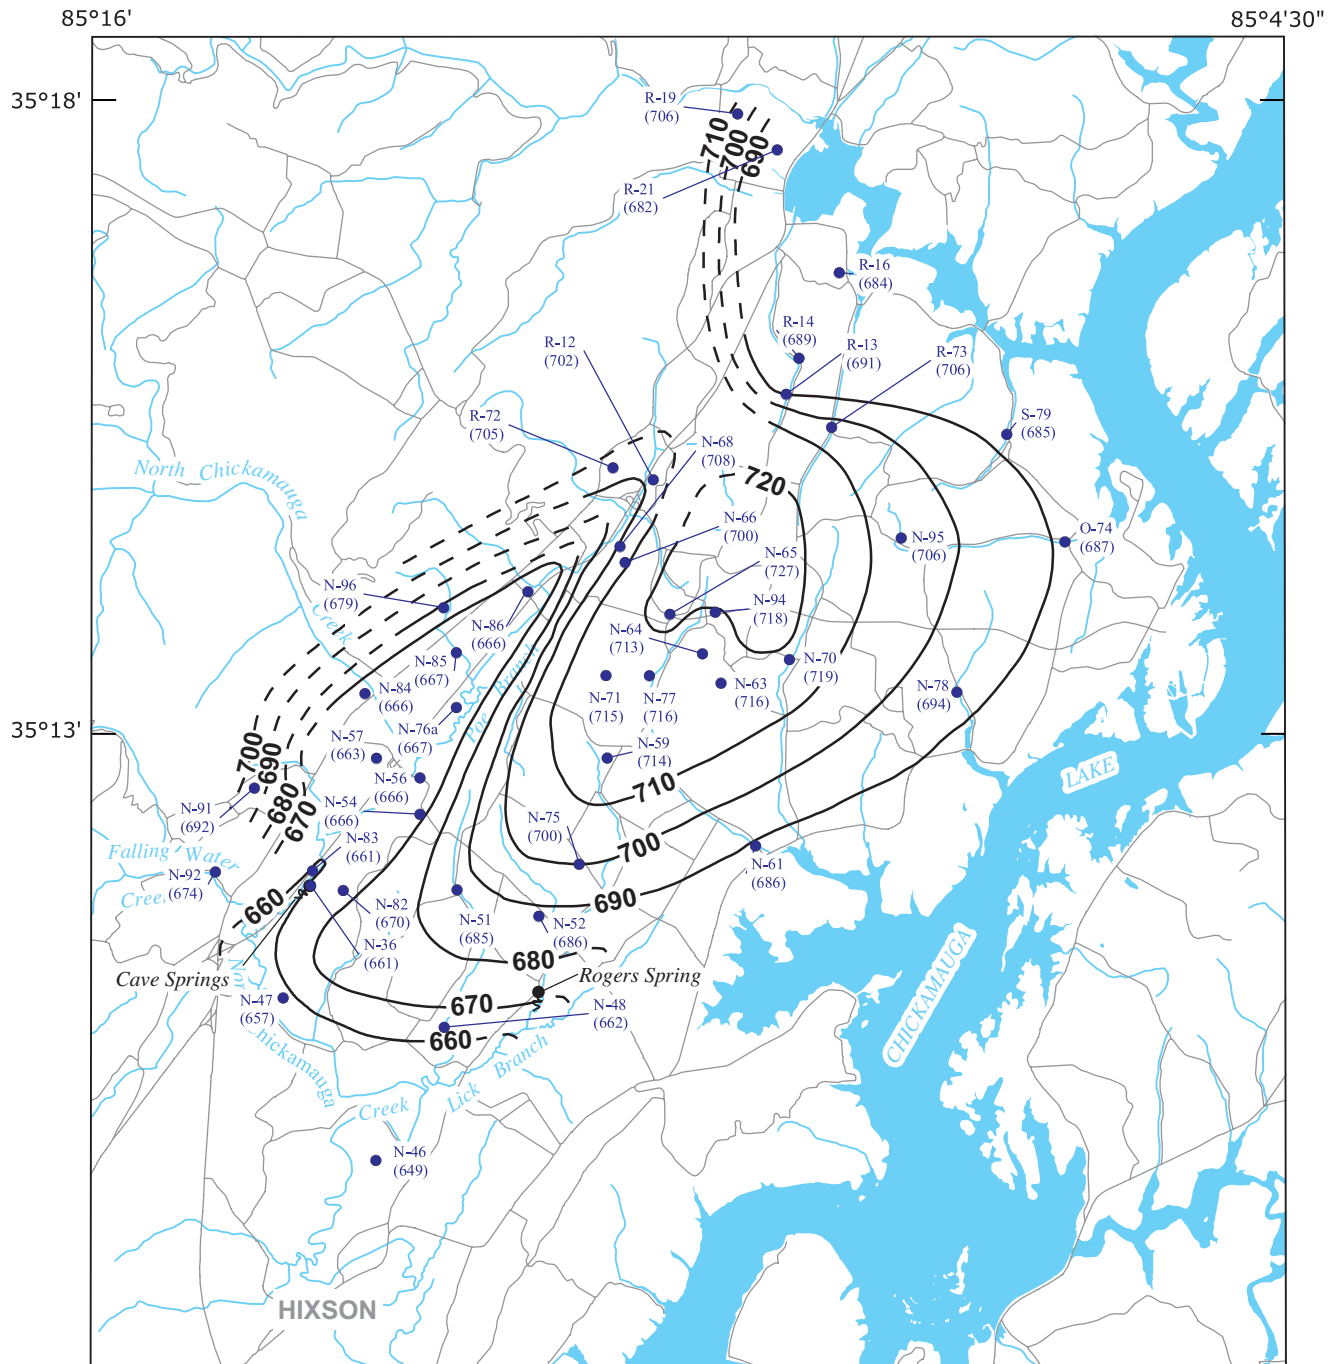 85°16'
85°4'30"
35°18'
R-19
(706)
710
700
690
R-21
(682)
R-16
(684)
R-14
(689)
R-13
(691)
R-12
(702)
R-73
(706)
R-72
(705)
S-79
(685)
N-68
(708)
North Chickamauga
Creek
720
N-66
(700)
O-74
(687)
N-95
(706)
N-65
(727)
N-96
(679)
N-94
(718)
N-86
(666)
N-64
(713)
N-85
(667)
N-70
(719)
N-84
(666)
N-71
(715)
N-77
(716)
N-63
(716)
N-78
(694)
Poe Branch
N-76a
(667)
35°13'
N-57
(663)
N-59
(714)
700
690
680
670
N-56
(666)
LAKE
710
N-91
(692)
N-54
(666)
N-75
(700)
N-83
(661)
700
Falling Water
Creek
N-92
(674)
N-61
(686)
660
N-82
(670)
690
N-51
(685)
N-52
(686)
N-36
(661)
680
Cave Springs
Rogers Spring
CHICKAMAUGA
N-47
(657)
670
N-48
(662)
660
North Chickamauga
Creek
Lick Branch
N-46
(649)
HIXSON